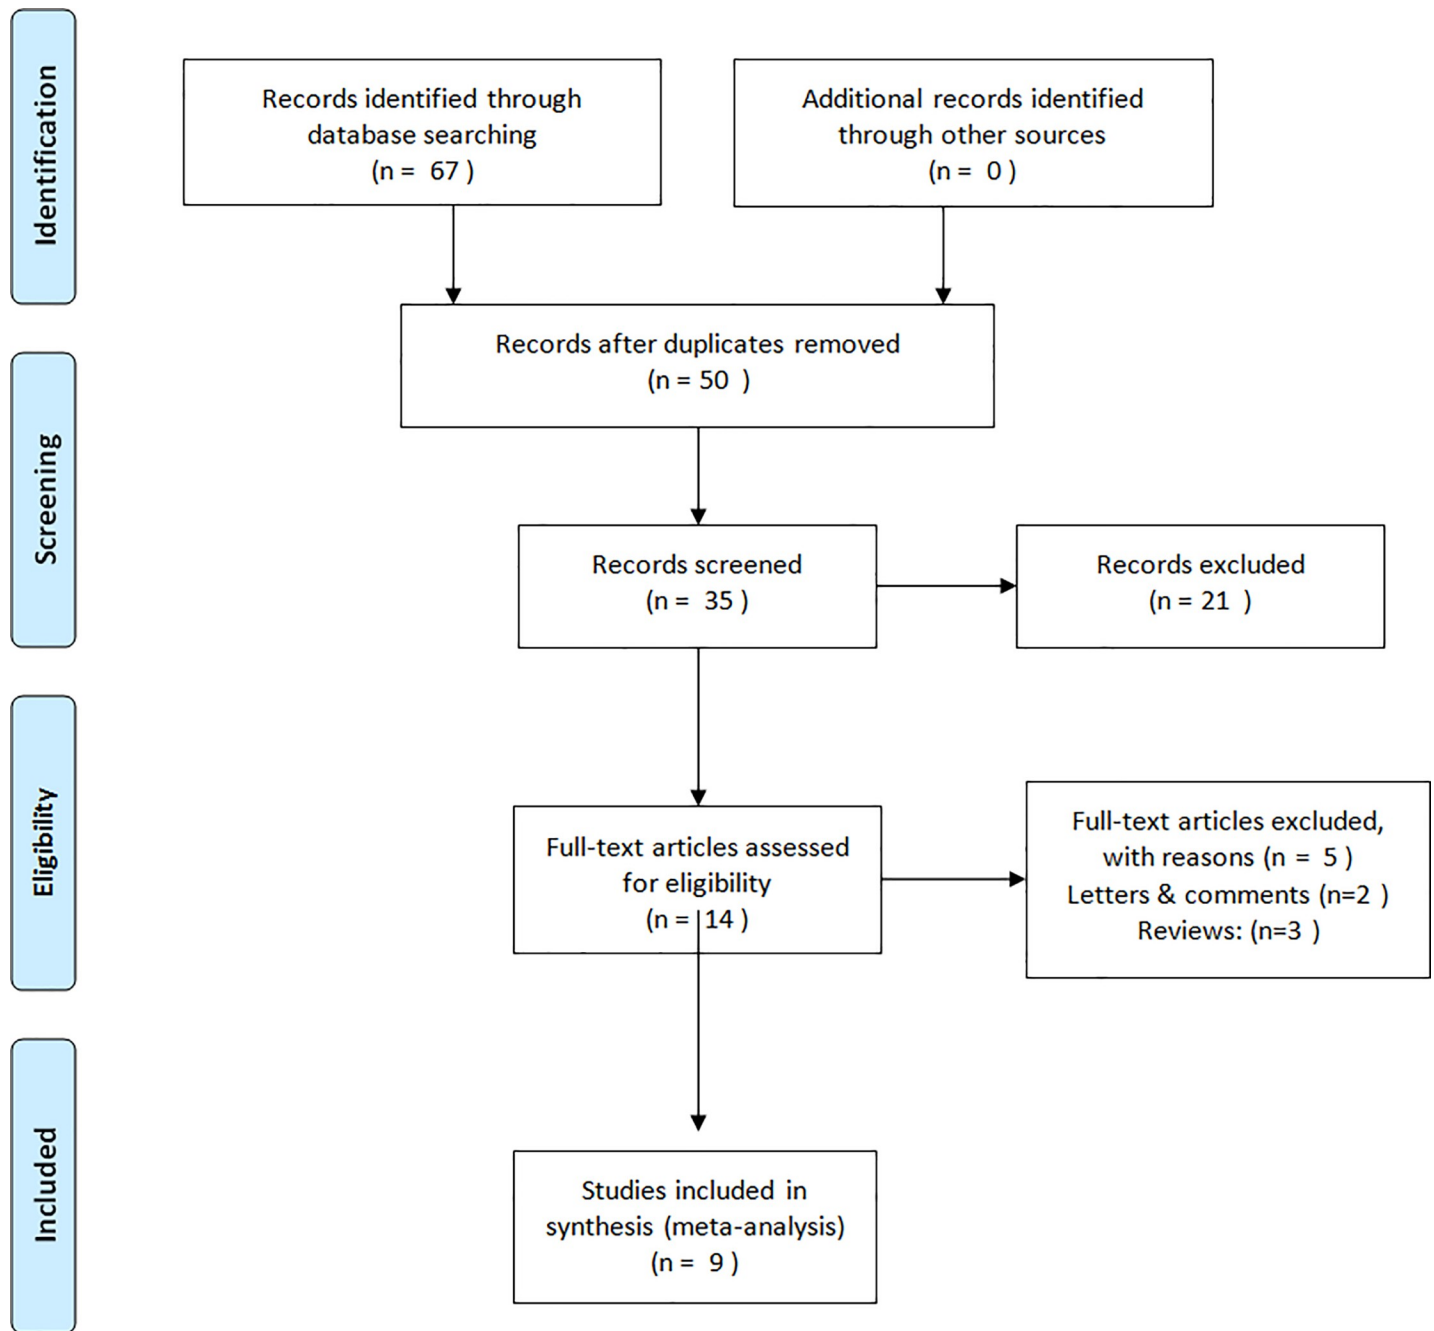 Identification
Records identified through
database searching
(n = 67 )
Additional records identified
through other sources
(n = 0 )
Records after duplicates removed
(n = 50 )
Screening
Records screened
(n = 35 )
Records excluded
(n = 21 )
Eligibility
Full-text articles assessed
for eligibility
(n = 14 )
Full-text articles excluded,
with reasons (n = 5 )
Letters & comments (n=2 )
Reviews: (n=3 )
Included
Studies included in
synthesis (meta-analysis)
(n = 9 )